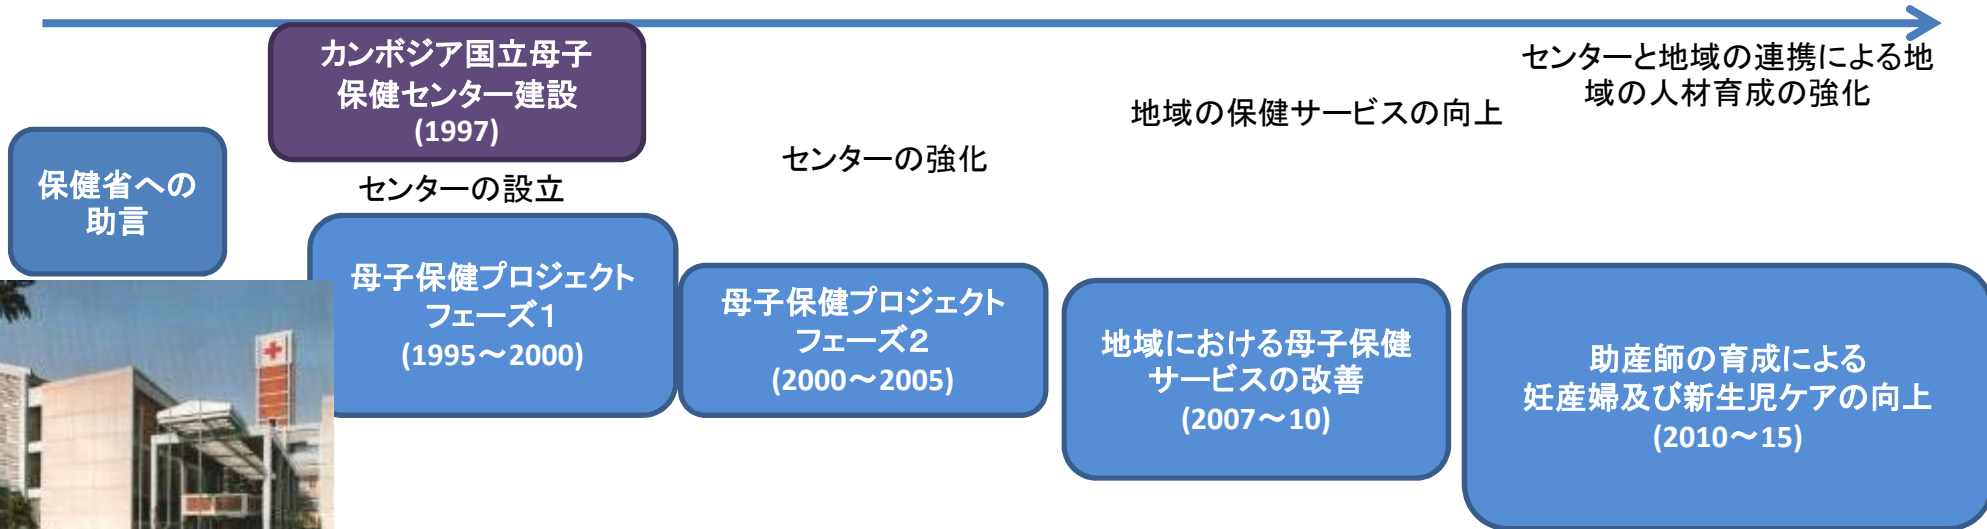 カンボジア国立母子
保健センター建設
(1997)
センターと地域の連携による地
域の人材育成の強化
地域の保健サービスの向上
センターの強化
保健省への
助言
センターの設立
母子保健プロジェクト
フェーズ１
(1995～2000)
母子保健プロジェクト
フェーズ２
(2000～2005)
地域における母子保健
サービスの改善
(2007～10)
助産師の育成による
妊産婦及び新生児ケアの向上
(2010～15)